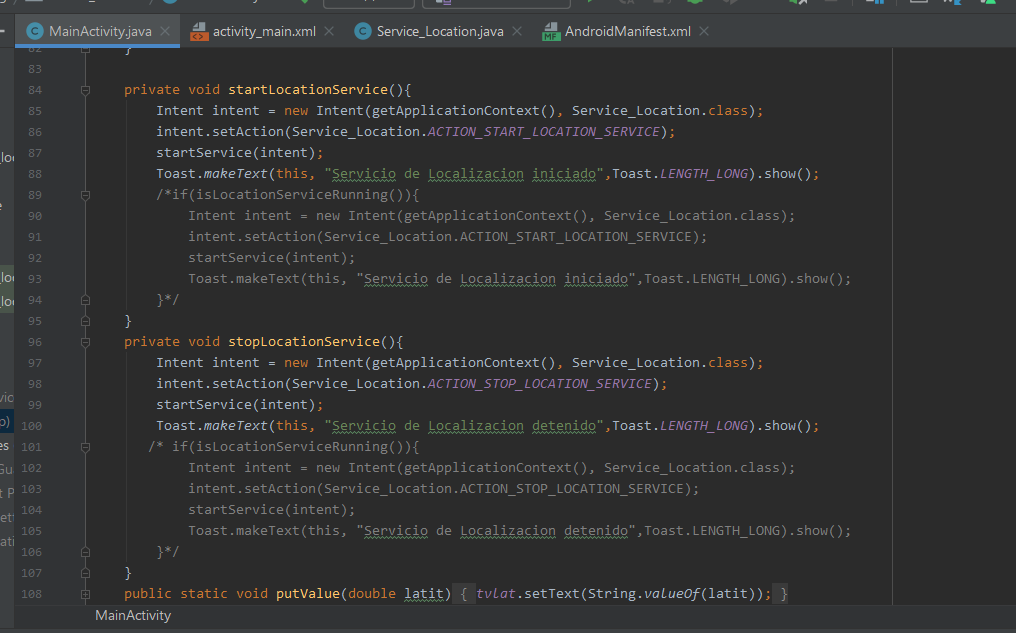 MainActivity.java
activity_main.xml
Service_Location.java
AndroidManifest.xml
82 }
83
84 private void startLocationService(){
85 Intent intent = new Intent(getApplicationContext(), Service_Location.class);
86 intent.setAction(Service_Location.ACTION_START_LOCATION_SERVICE);
87 startService(intent);
88 Toast.makeText(this, "Servicio de Localizacion iniciado",Toast.LENGTH_LONG).show();
89 /*if(isLocationServiceRunning()){
90 Intent intent = new Intent(getApplicationContext(), Service_Location.class);
91 intent.setAction(Service_Location.ACTION_START_LOCATION_SERVICE);
92 startService(intent);
93 Toast.makeText(this, "Servicio de Localizacion iniciado",Toast.LENGTH_LONG).show();
94 }*/
95 }
96 private void stopLocationService(){
97 Intent intent = new Intent(getApplicationContext(), Service_Location.class);
98 intent.setAction(Service_Location.ACTION_STOP_LOCATION_SERVICE);
99 startService(intent);
100 Toast.makeText(this, "Servicio de Localizacion detenido",Toast.LENGTH_LONG).show();
101 /* if(isLocationServiceRunning()){
102 Intent intent = new Intent(getApplicationContext(), Service_Location.class);
103 intent.setAction(Service_Location.ACTION_STOP_LOCATION_SERVICE);
104 startService(intent);
105 Toast.makeText(this, "Servicio de Localizacion detenido",Toast.LENGTH_LONG).show();
106 }*/
107 }
108 public static void putValue(double latit) { tvlat.setText(String.valueOf(latit)); }
MainActivity